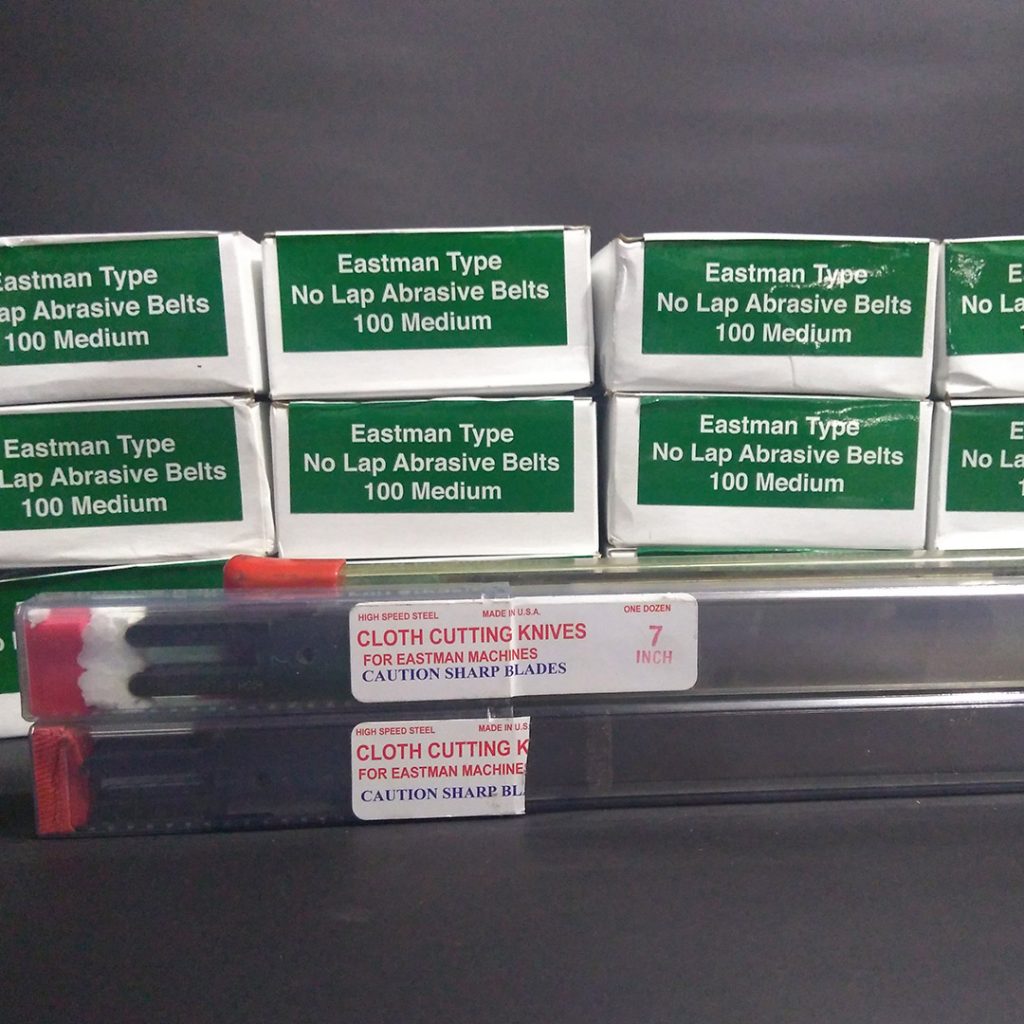 Eastman Type
ap Abrasive Belts
100 Medium
Eastman Type
No Lap Abrasive Belts
100 Medium
Eastman Type
No Lap Abrasive Belts
100 Medium
E
No La
Eastman Type
Lap Abrasive Belts
100 Medium
Eastman Type
No Lap Abrasive Belts
100 Medium
Eastman Type
No Lap Abrasive Belts
100 Medium
E
No La
HIGH SPEED STEEL MADE IN U.S.A. ONE DOZEN
CLOTH CUTTING KNIVES 7
FOR EASTMAN MACHINES INCH
CAUTION SHARP BLADES
HIGH SPEED STEEL MADE IN U.S
CLOTH CUTTING K
FOR EASTMAN MACHINE
CAUTION SHARP BL